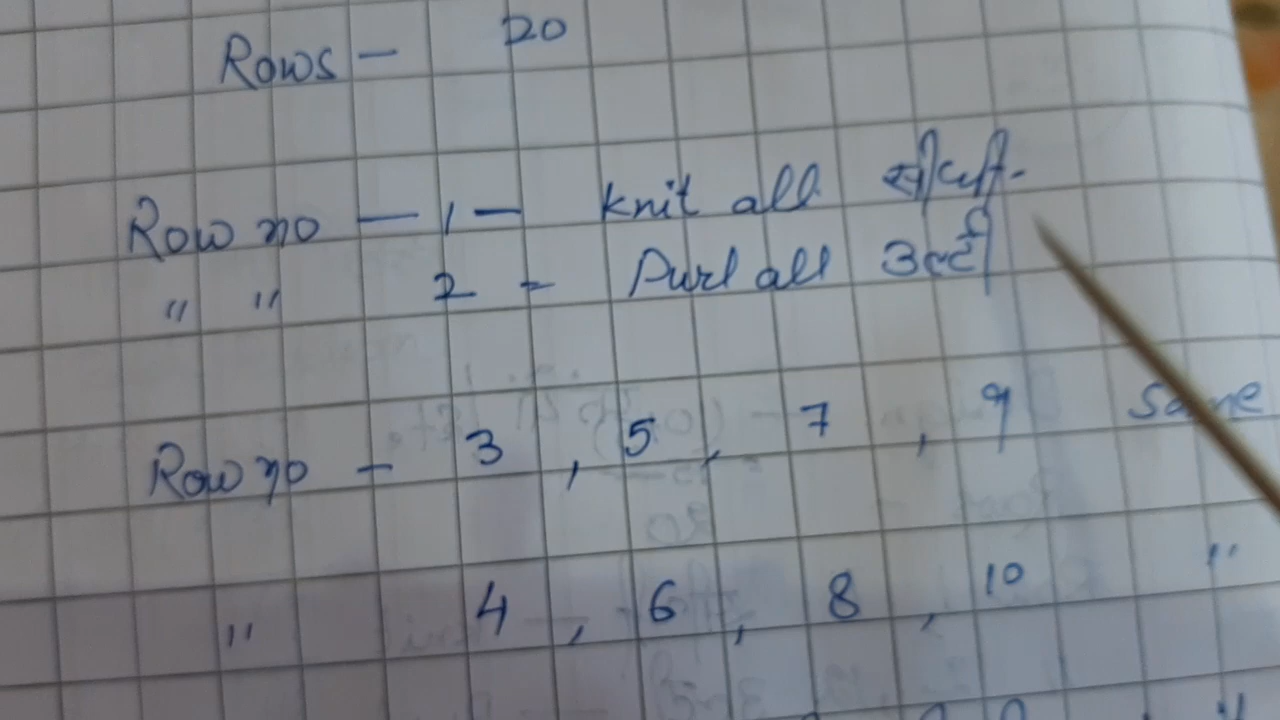 Rows - 20
Row no - 1 - knit all सीधी.
" " 2 - Purl all उल्टी
Row no - 3, 5, 7, 9 Same
" 4, 6, 8, 10 "